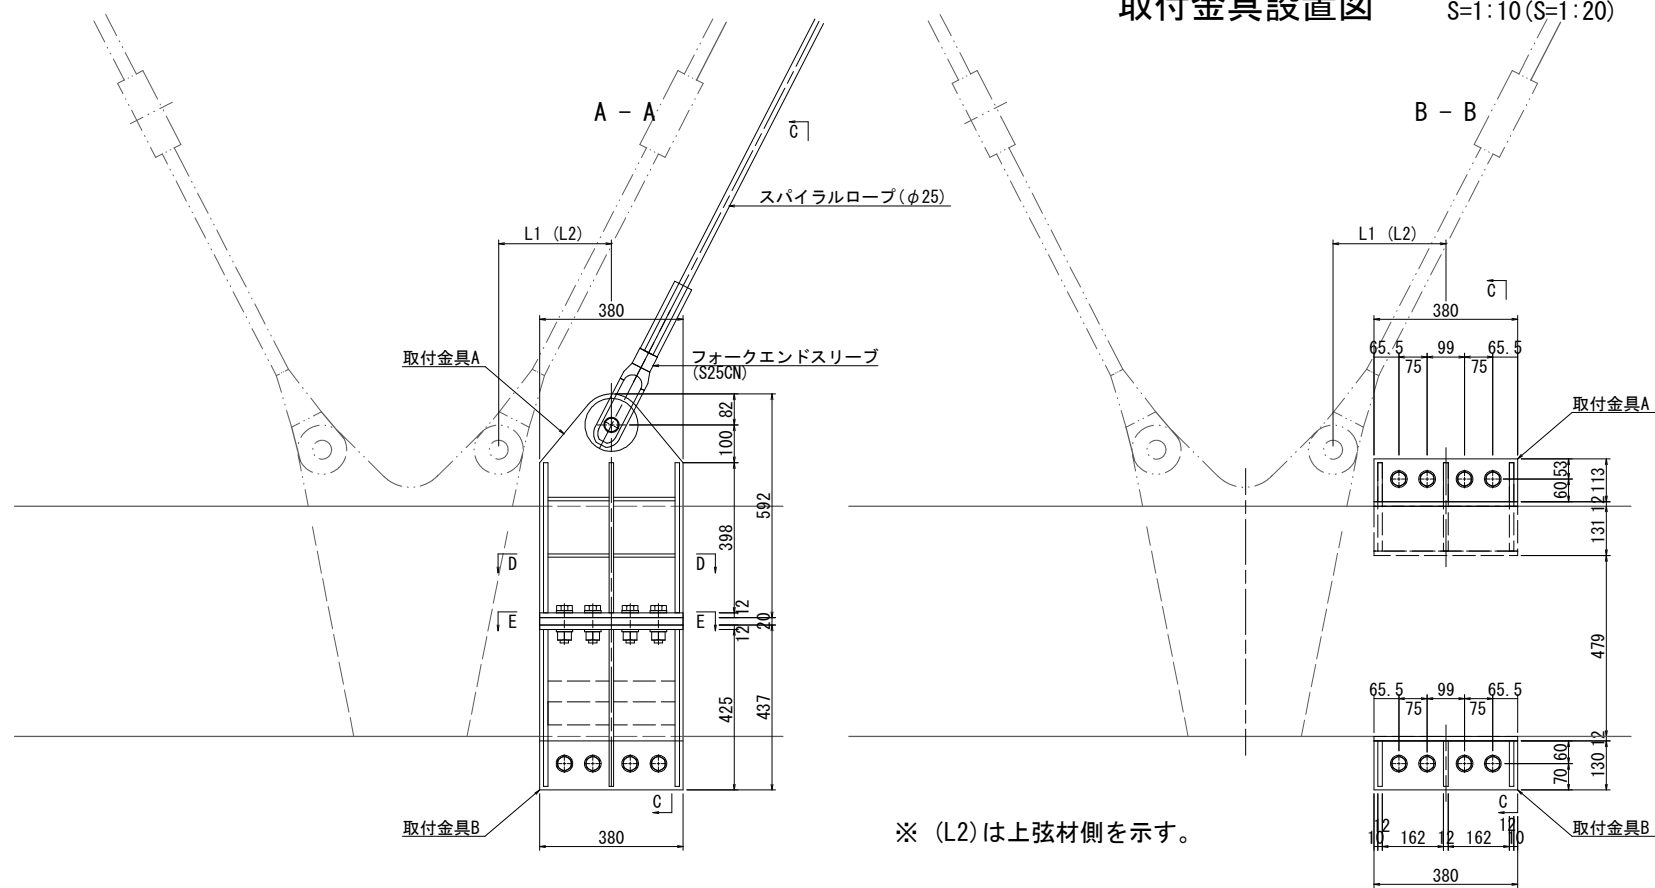 取付金具設置図 S=1:10(S=1:20)
A - A
C
スパイラルロープ(φ25)
L1 (L2)
380
取付金具A
フォークエンドスリーブ
(S25CN)
82
100
592
398
D D
12
E E
20
12
425
437
C
取付金具B
380
B - B
L1 (L2)
C
380
65.5 99 65.5
75 75
取付金具A
53
60
113
12
131
479
65.5 99 65.5
75 75
12
60
70
130
C
取付金具B
12 12
10 162 12 162 10
380
※ (L2)は上弦材側を示す。